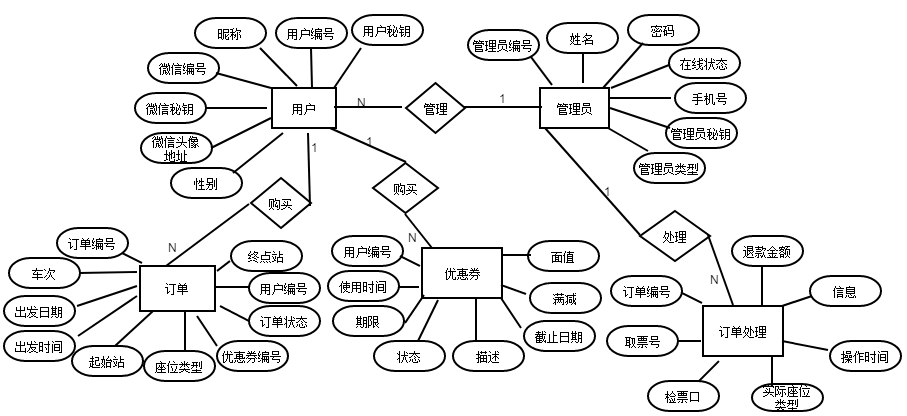 昵称
用户编号
用户秘钥
微信编号
微信秘钥
微信头像
地址
性别
用户
N
管理
1
管理员编号
姓名
密码
在线状态
手机号
管理员秘钥
管理员类型
管理员
1
购买
N
1
购买
N
1
处理
N
订单编号
车次
出发日期
出发时间
起始站
座位类型
优惠券编号
订单状态
用户编号
终点站
订单
用户编号
使用时间
期限
状态
描述
截止日期
满减
面值
优惠券
退款金额
订单编号
信息
取票号
操作时间
检票口
实际座位
类型
订单处理